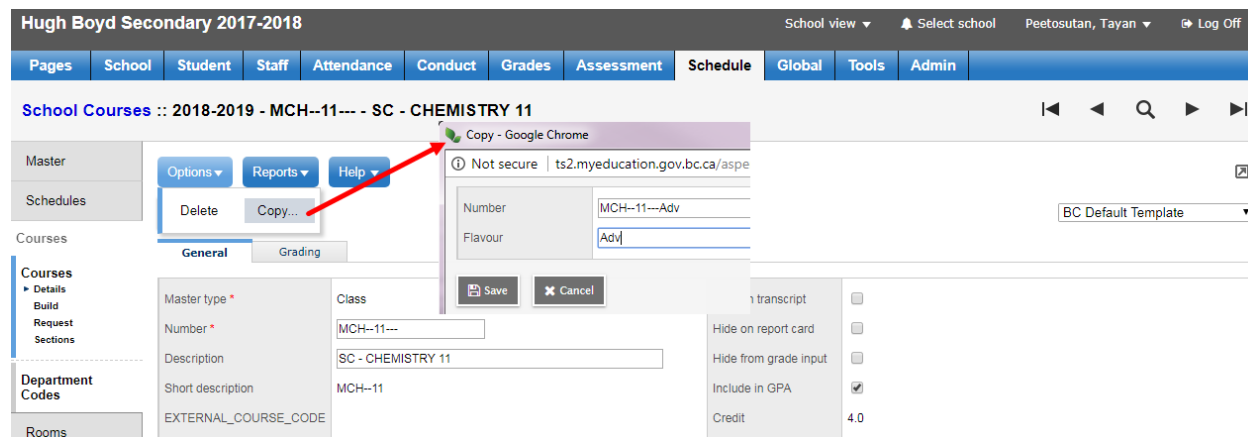 Hugh Boyd Secondary 2017-2018
School view ▼ Select school Peetosutan, Tayan ▼ Log Off
Pages School Student Staff Attendance Conduct Grades Assessment Schedule Global Tools Admin
School Courses :: 2018-2019 - MCH--11--- - SC - CHEMISTRY 11
Master
Schedules
Courses
Courses
Details
Build
Request
Sections
Department
Codes
Rooms
Options ▼ Reports ▼ Help ▼
Delete Copy...
BC Default Template
General Grading
Copy - Google Chrome
Not secure | ts2.myeducation.gov.bc.ca/aspe
Number MCH--11---Adv
Flavour Adv
Save Cancel
Master type * Class
Number * MCH--11---
Description SC - CHEMISTRY 11
Short description MCH--11
EXTERNAL_COURSE_CODE
transcript
Hide on report card
Hide from grade input
Include in GPA
Credit 4.0